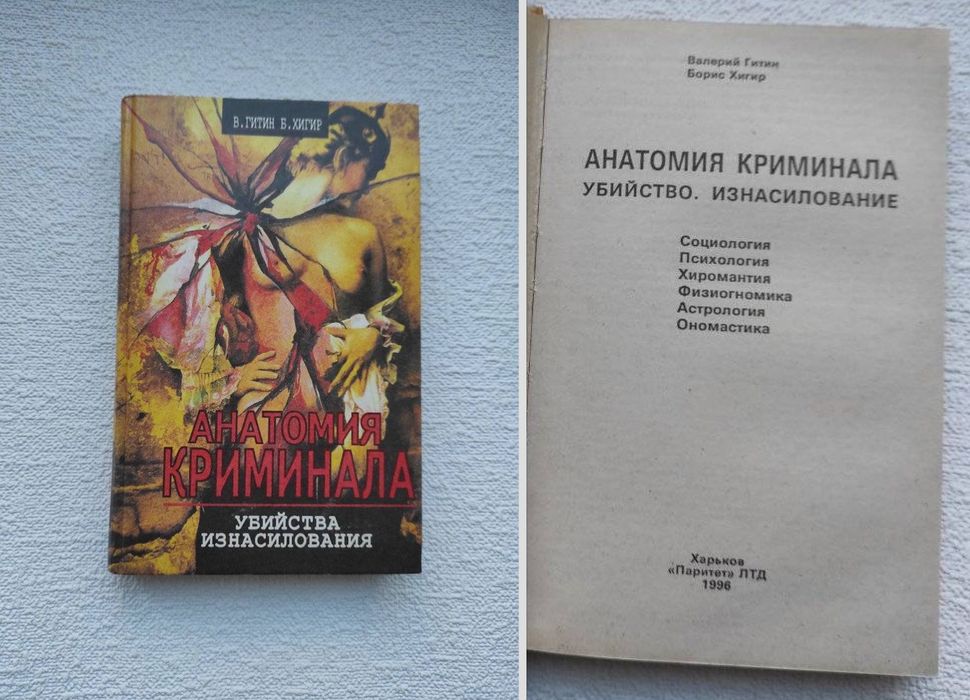 В.ГИТИН Б.ХИГИР
АНАТОМИЯ
КРИМИНАЛА
УБИЙСТВА
ИЗНАСИЛОВАНИЯ
Валерий Гитин
Борис Хигир
АНАТОМИЯ КРИМИНАЛА
УБИЙСТВО. ИЗНАСИЛОВАНИЕ
Социология
Психология
Хиромантия
Физиогномика
Астрология
Ономастика
Харьков
«Паритет» ЛТД
1996